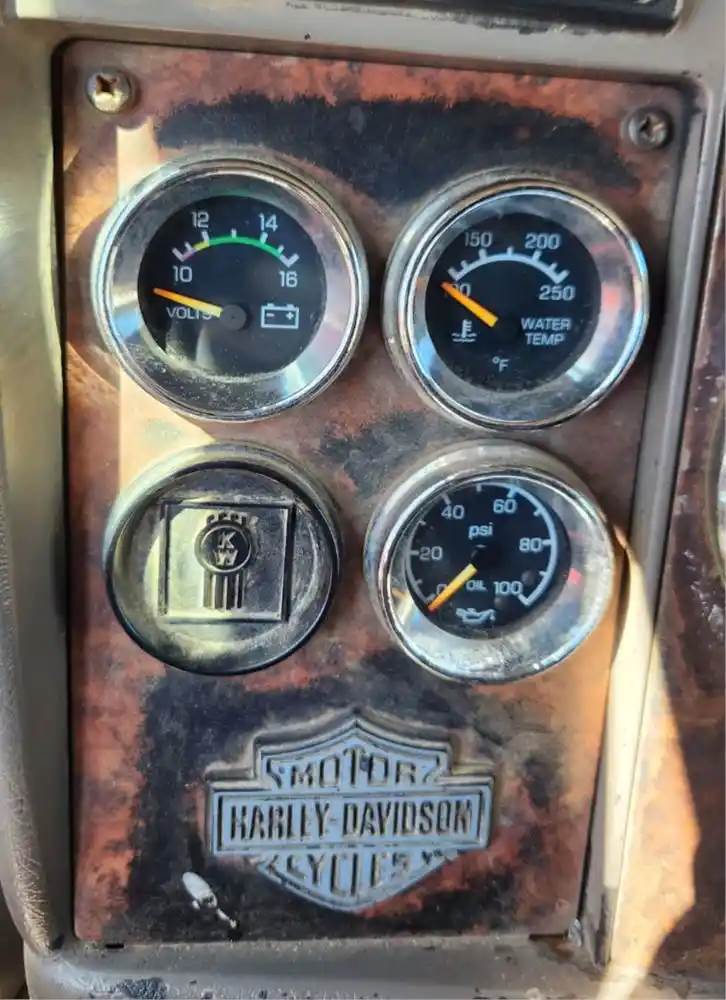 12 14
10 16
VOLTS
150 200
250
WATER
TEMP
°F
K
W
40 60
psi
20 80
0 OIL 100
MOTOR
HARLEY-DAVIDSON
CYCLES